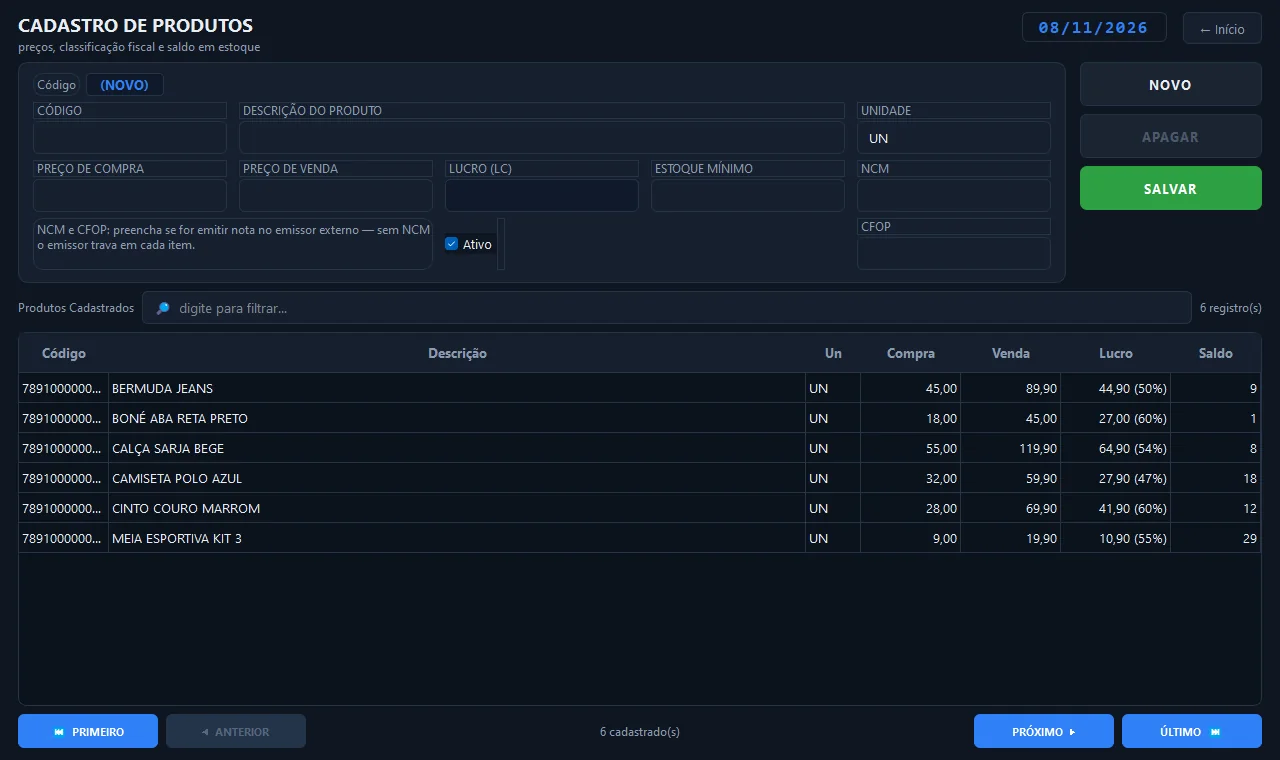 CADASTRO DE PRODUTOS
preços, classificação fiscal e saldo em estoque
08/11/2026
← Início
Código (NOVO)
CÓDIGO DESCRIÇÃO DO PRODUTO UNIDADE
UN
PREÇO DE COMPRA PREÇO DE VENDA LUCRO (LC) ESTOQUE MÍNIMO NCM
NCM e CFOP: preencha se for emitir nota no emissor externo — sem NCM
o emissor trava em cada item.
Ativo
CFOP
NOVO
APAGAR
SALVAR
Produtos Cadastrados digite para filtrar... 6 registro(s)
Código Descrição Un Compra Venda Lucro Saldo
7891000000... BERMUDA JEANS UN 45,00 89,90 44,90 (50%) 9
7891000000... BONÉ ABA RETA PRETO UN 18,00 45,00 27,00 (60%) 1
7891000000... CALÇA SARJA BEGE UN 55,00 119,90 64,90 (54%) 8
7891000000... CAMISETA POLO AZUL UN 32,00 59,90 27,90 (47%) 18
7891000000... CINTO COURO MARROM UN 28,00 69,90 41,90 (60%) 12
7891000000... MEIA ESPORTIVA KIT 3 UN 9,00 19,90 10,90 (55%) 29
⏮ PRIMEIRO ◀ ANTERIOR 6 cadastrado(s) PRÓXIMO ▶ ÚLTIMO ⏭